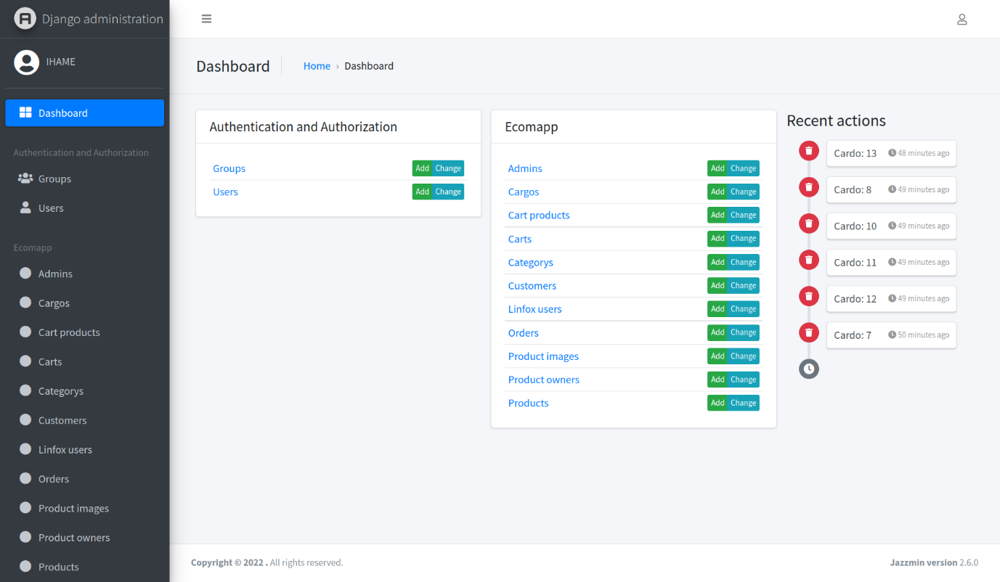 Django administration
IHAME
Dashboard
Authentication and Authorization
Groups
Users
Ecomapp
Admins
Cargos
Cart products
Carts
Categorys
Customers
Linfox users
Orders
Product images
Product owners
Products
Dashboard Home › Dashboard
Authentication and Authorization
Groups Add Change
Users Add Change
Ecomapp
Admins Add Change
Cargos Add Change
Cart products Add Change
Carts Add Change
Categorys Add Change
Customers Add Change
Linfox users Add Change
Orders Add Change
Product images Add Change
Product owners Add Change
Products Add Change
Recent actions
Cardo: 13 48 minutes ago
Cardo: 8 49 minutes ago
Cardo: 10 49 minutes ago
Cardo: 11 49 minutes ago
Cardo: 12 49 minutes ago
Cardo: 7 50 minutes ago
Copyright © 2022 . All rights reserved.
Jazzmin version 2.6.0